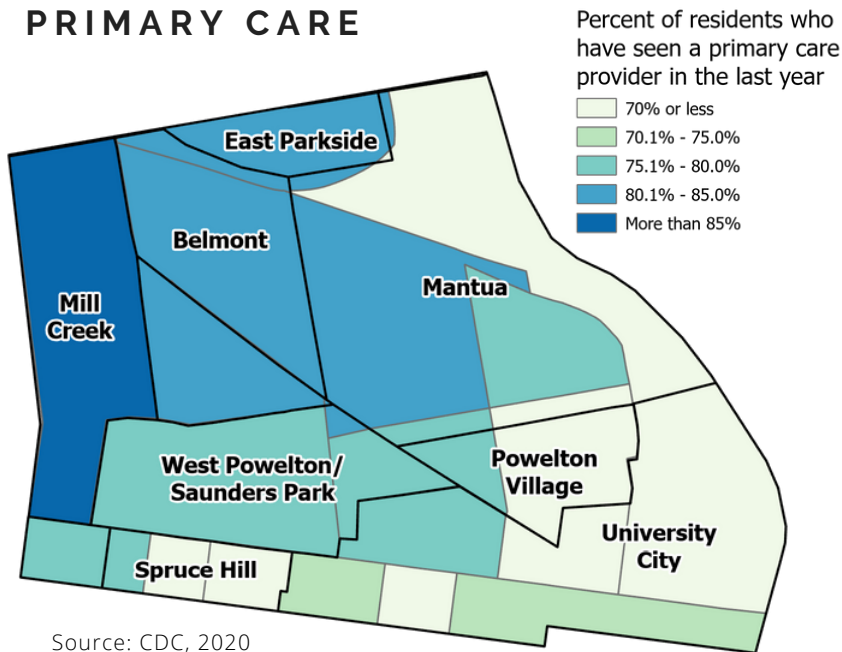 PRIMARY CARE
Percent of residents who
have seen a primary care
provider in the last year
70% or less
70.1% - 75.0%
75.1% - 80.0%
80.1% - 85.0%
More than 85%
East Parkside
Belmont
Mantua
Mill
Creek
West Powelton/
Saunders Park
Powelton
Village
University
City
Spruce Hill
Source: CDC, 2020